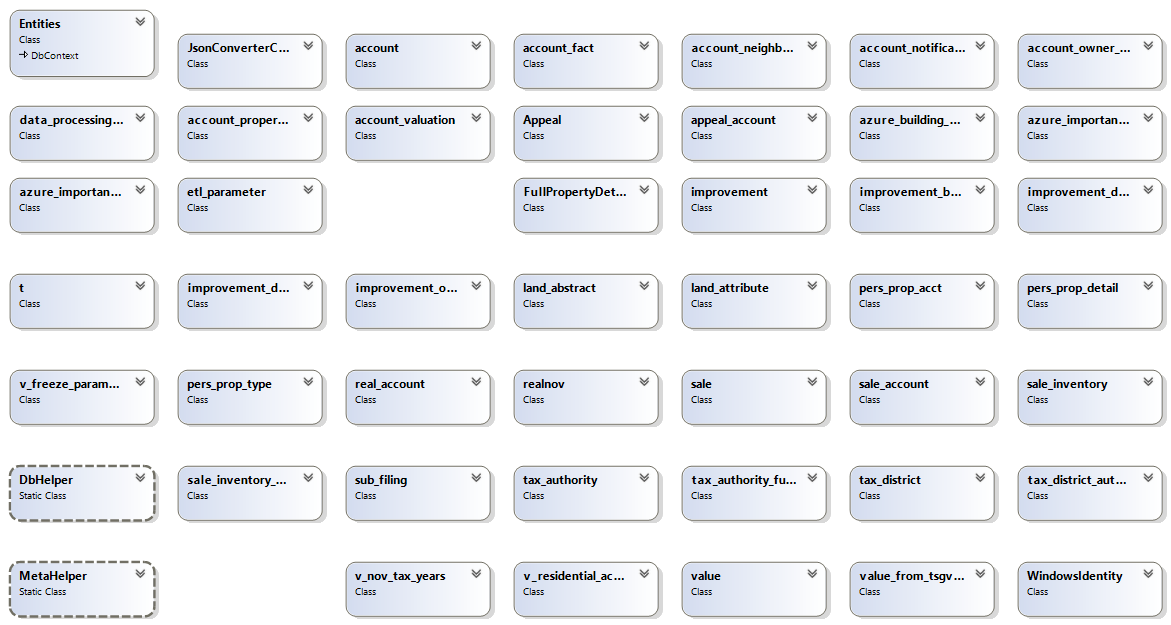 Entities
Class
DbContext
JsonConverterC...
Class
account
Class
account_fact
Class
account_neighb...
Class
account_notifica...
Class
account_owner_...
Class
data_processing...
Class
account_proper...
Class
account_valuation
Class
Appeal
Class
appeal_account
Class
azure_building_...
Class
azure_importan...
Class
azure_importan...
Class
etl_parameter
Class
FullPropertyDet...
Class
improvement
Class
improvement_b...
Class
improvement_d...
Class
t
Class
improvement_d...
Class
improvement_o...
Class
land_abstract
Class
land_attribute
Class
pers_prop_acct
Class
pers_prop_detail
Class
v_freeze_param...
Class
pers_prop_type
Class
real_account
Class
realnov
Class
sale
Class
sale_account
Class
sale_inventory
Class
DbHelper
Static Class
sale_inventory_...
Class
sub_filing
Class
tax_authority
Class
tax_authority_fu...
Class
tax_district
Class
tax_district_aut...
Class
MetaHelper
Static Class
v_nov_tax_years
Class
v_residential_ac...
Class
value
Class
value_from_tsgv...
Class
WindowsIdentity
Class